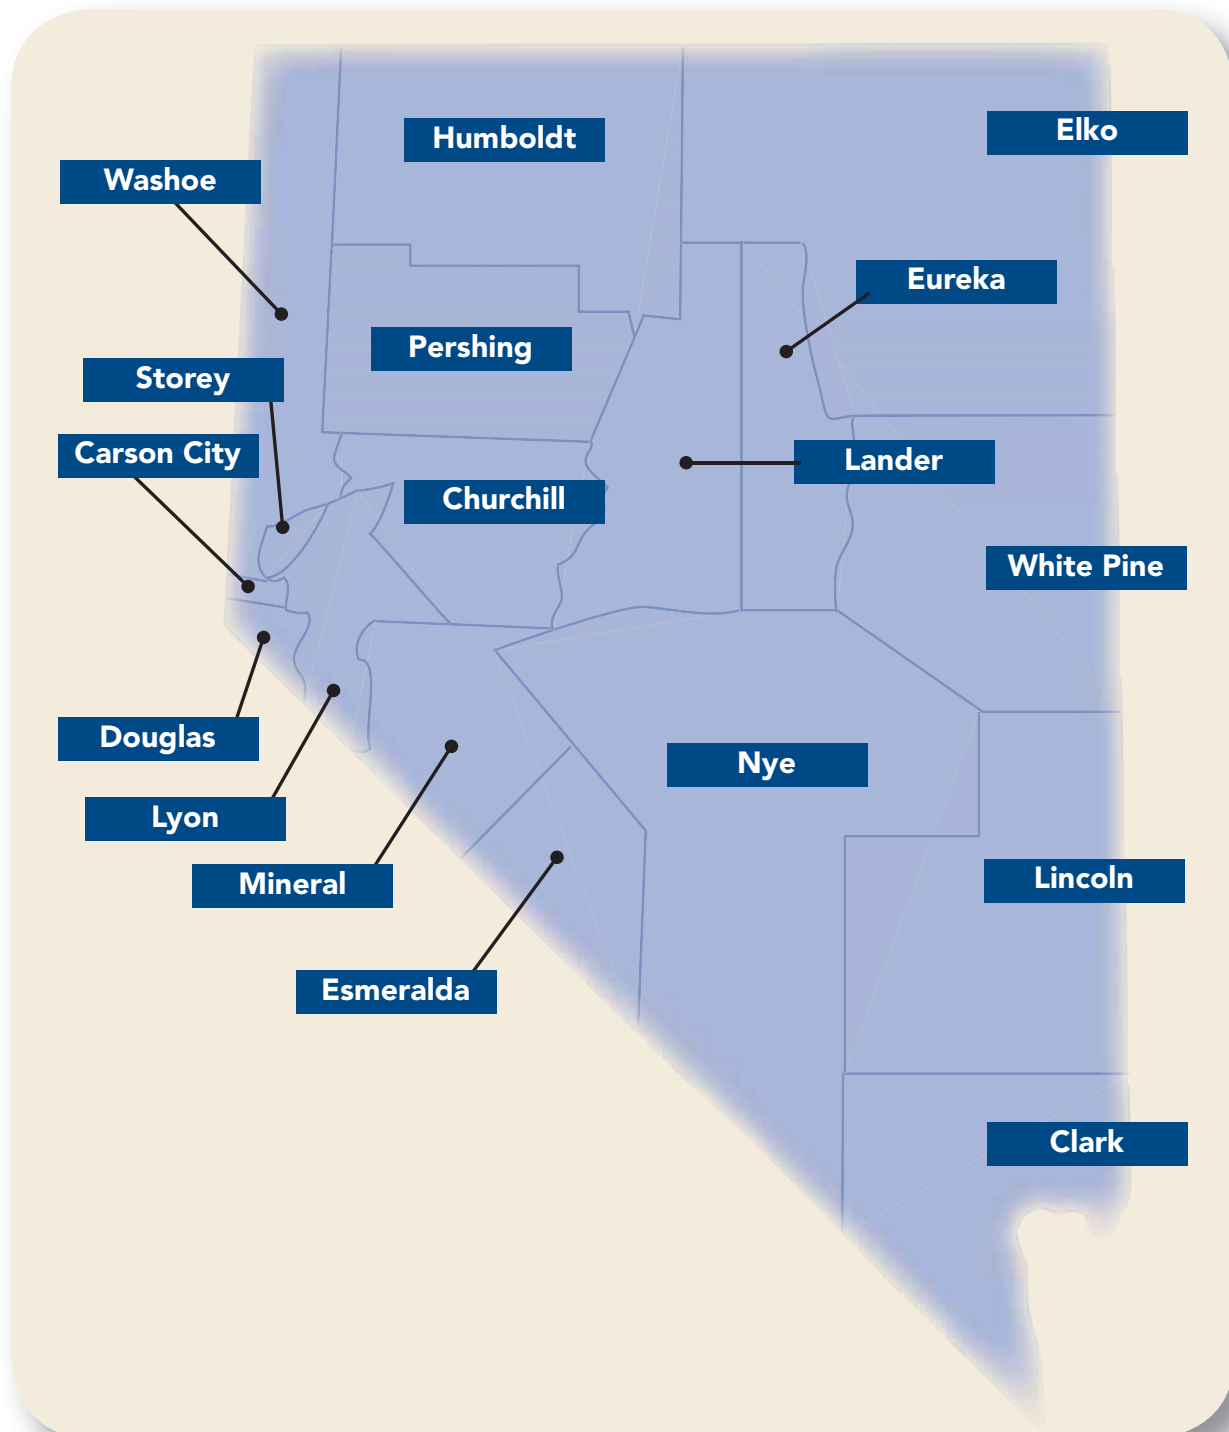 Elko
Humboldt
Washoe
Eureka
Pershing
Storey
Carson City
Lander
Churchill
White Pine
Douglas
Nye
Lyon
Mineral
Lincoln
Esmeralda
Clark